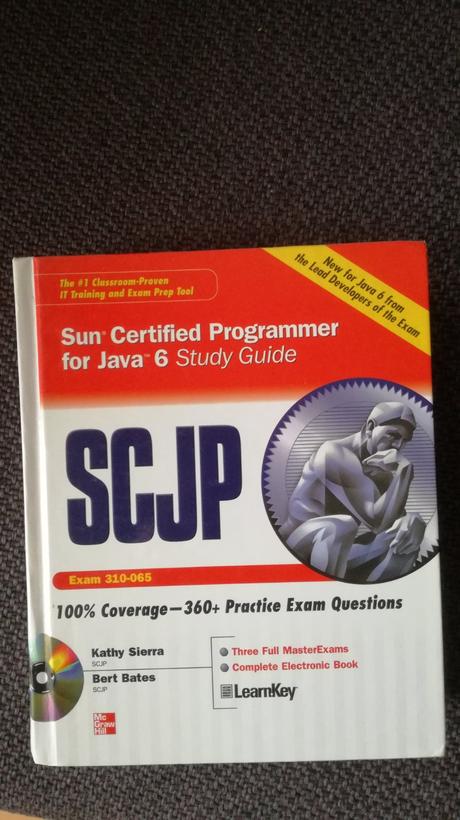 The #1 Classroom-Proven
IT Training and Exam Prep Tool
New for Java 6 from
the Lead Developers of the Exam
Sun® Certified Programmer
for Java™ 6 Study Guide
SCJP
Exam 310-065
100% Coverage—360+ Practice Exam Questions
Kathy Sierra
SCJP
Bert Bates
SCJP
Three Full MasterExams
Complete Electronic Book
LearnKey
Mc
Graw
Hill